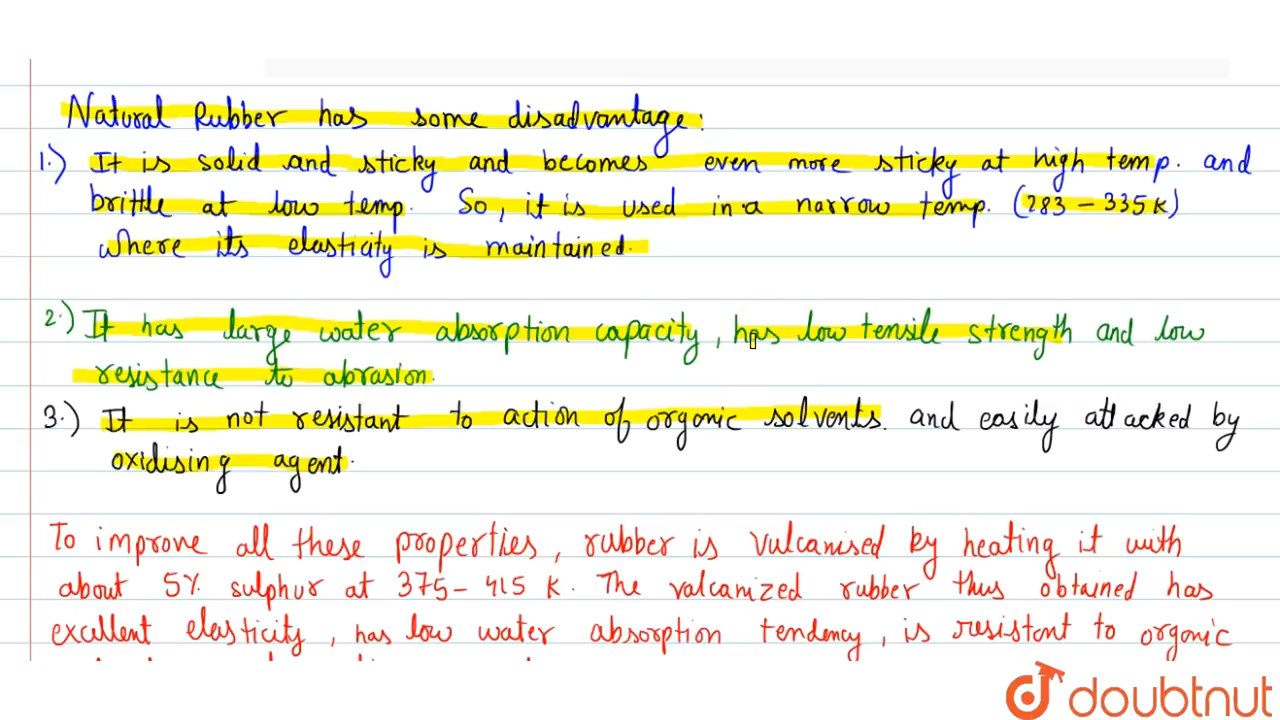 Natural Rubber has some disadvantage:
1.) It is solid and sticky and becomes even more sticky at high temp. and
brittle at low temp. So, it is used in a narrow temp. (283 - 335K)
where its elasticity is maintained.
2.) It has large water absorption capacity, has low tensile strength and low
resistance to abrasion.
3.) It is not resistant to action of organic solvents. and easily attacked by
oxidising agent.
To improve all these properties, rubber is vulcanised by heating it with
about 5% sulphur at 375 - 415 K. The valcanized rubber thus obtained has
excellent elasticity, has low water absorption tendency, is resistant to organic
doubtnut